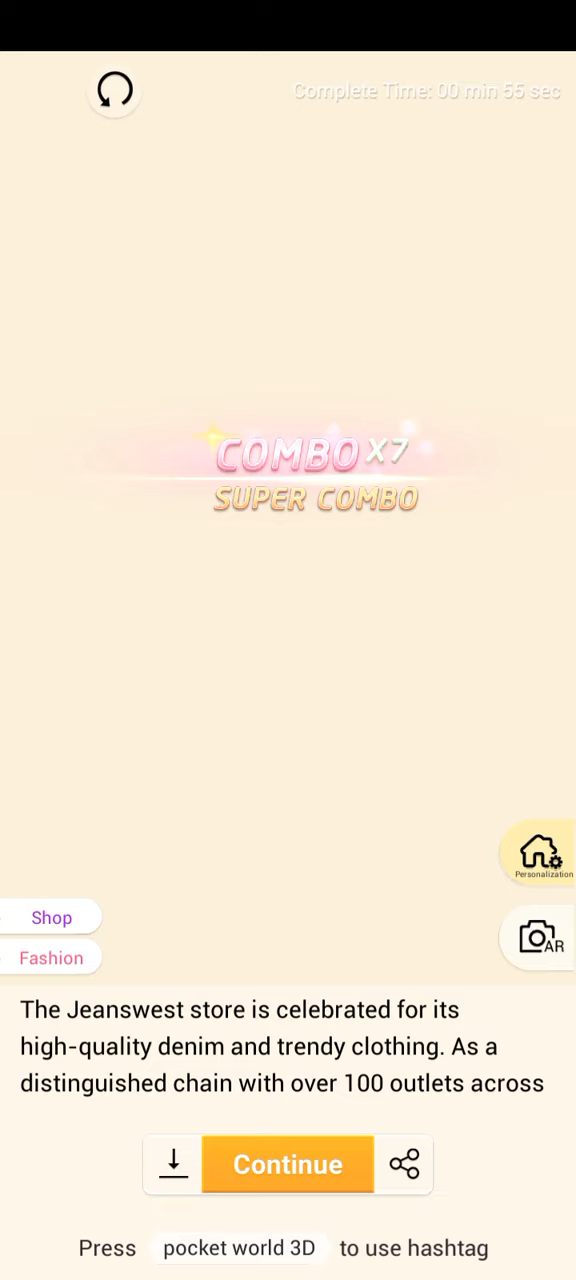 Complete Time: 00 min 55 sec
COMBO X7
SUPER COMBO
Personalization
AR
Shop
Fashion
The Jeanswest store is celebrated for its
high-quality denim and trendy clothing. As a
distinguished chain with over 100 outlets across
Continue
Press pocket world 3D to use hashtag